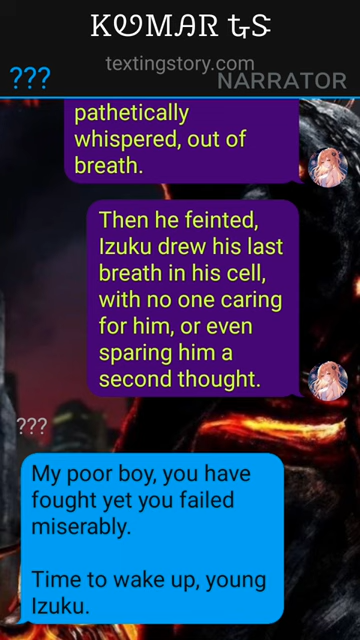 KƱMAR ŁS
textingstory.com
??? NARRATOR
pathetically
whispered, out of
breath.
Then he feinted,
Izuku drew his last
breath in his cell,
with no one caring
for him, or even
sparing him a
second thought.
???
My poor boy, you have
fought yet you failed
miserably.
Time to wake up, young
Izuku.